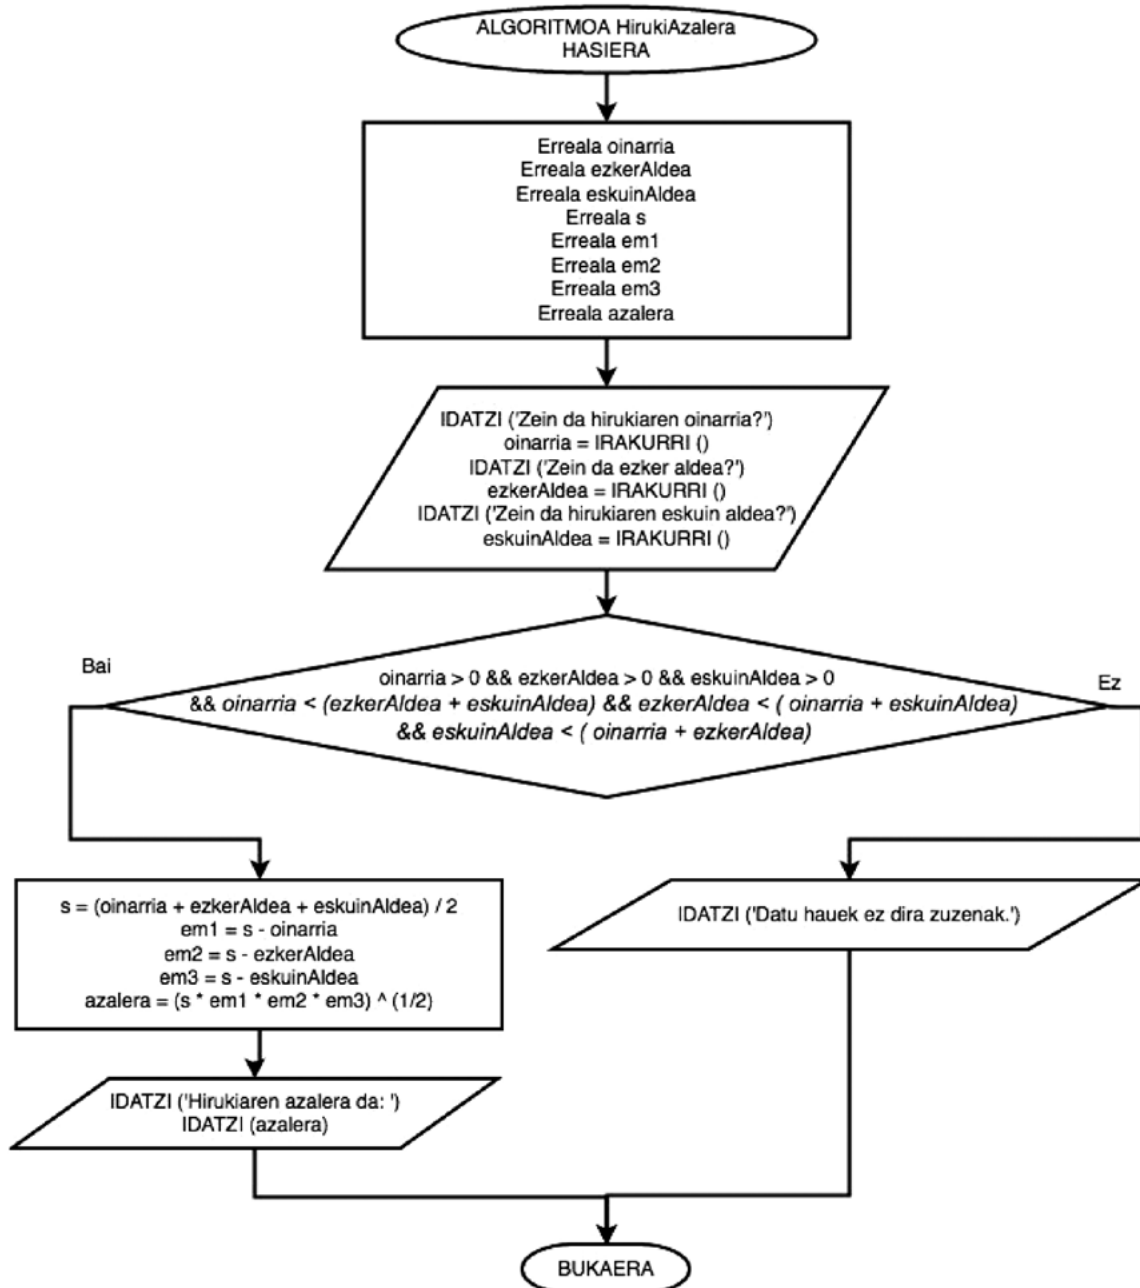 ALGORITMOA HirukiAzalera
HASIERA
Erreala oinarria
Erreala ezkerAldea
Erreala eskuinAldea
Erreala s
Erreala em1
Erreala em2
Erreala em3
Erreala azalera
IDATZI ('Zein da hirukiaren oinarria?')
oinarria = IRAKURRI ()
IDATZI ('Zein da ezker aldea?')
ezkerAldea = IRAKURRI ()
IDATZI ('Zein da hirukiaren eskuin aldea?')
eskuinAldea = IRAKURRI ()
Bai
oinarria > 0 && ezkerAldea > 0 && eskuinAldea > 0
&& oinarria < (ezkerAldea + eskuinAldea) && ezkerAldea < ( oinarria + eskuinAldea)
&& eskuinAldea < ( oinarria + ezkerAldea)
Ez
s = (oinarria + ezkerAldea + eskuinAldea) / 2
em1 = s - oinarria
em2 = s - ezkerAldea
em3 = s - eskuinAldea
azalera = (s * em1 * em2 * em3) ^ (1/2)
IDATZI ('Datu hauek ez dira zuzenak.')
IDATZI ('Hirukiaren azalera da: ')
IDATZI (azalera)
BUKAERA